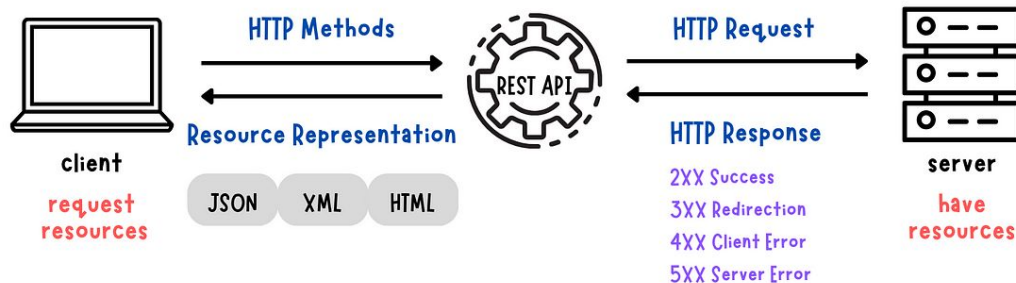 HTTP Methods
REST API
HTTP Request
Resource Representation
HTTP Response
client
request
resources
JSON
XML
HTML
2XX Success
3XX Redirection
4XX Client Error
5XX Server Error
server
have
resources